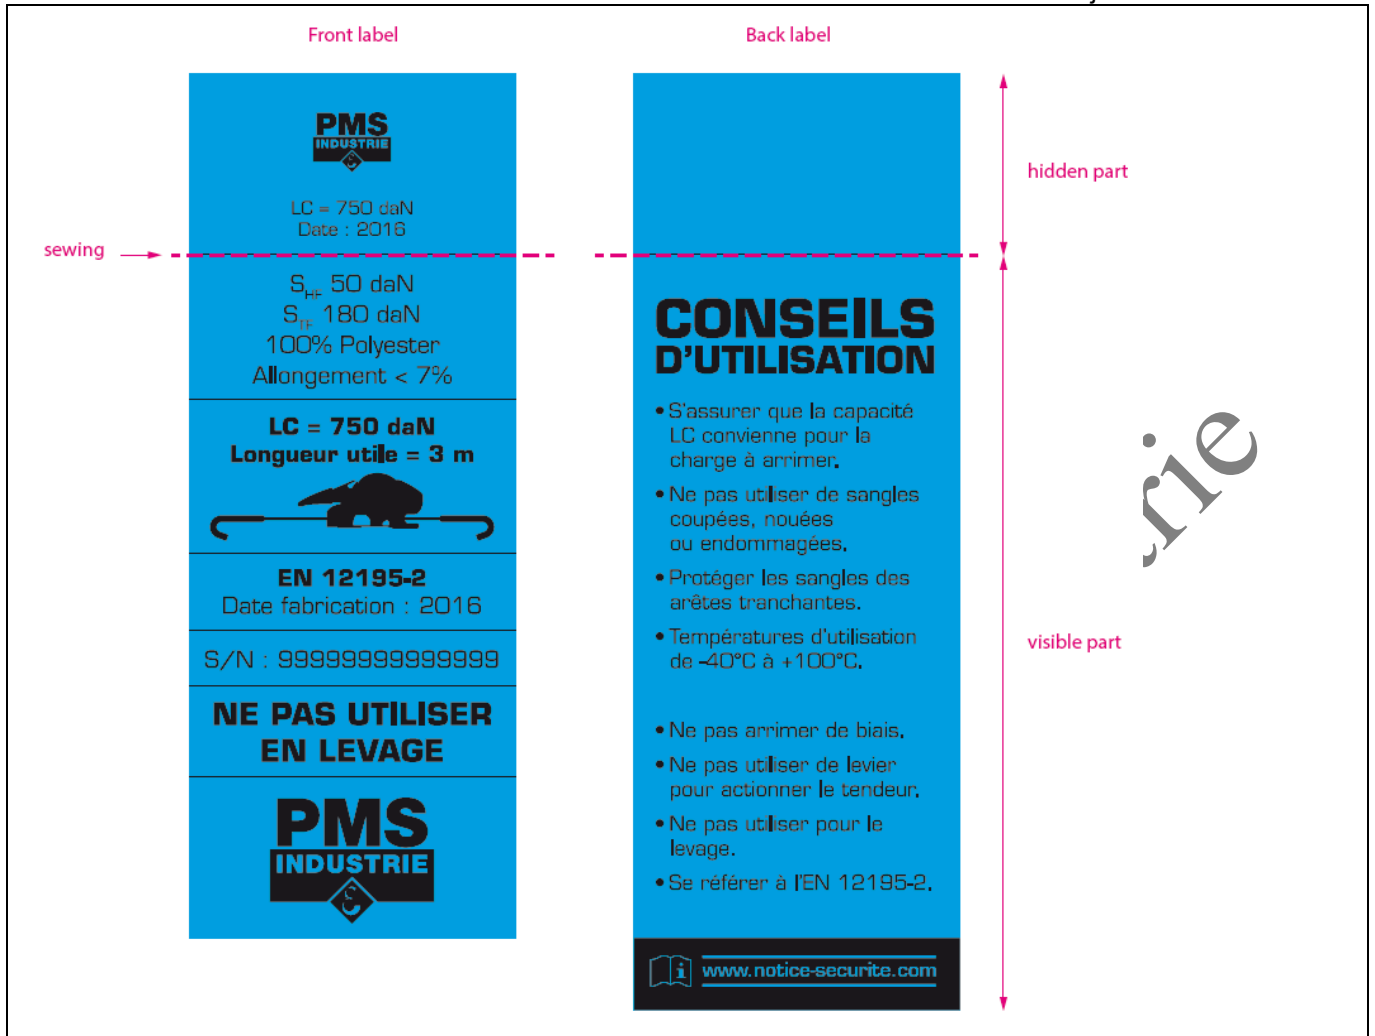 Front label
Back label
PMS
INDUSTRIE
LC = 750 daN
Date : 2016
hidden part
sewing
S HF 50 daN
S TF 180 daN
100% Polyester
Allongement < 7%
LC = 750 daN
Longueur utile = 3 m
EN 12195-2
Date fabrication : 2016
S/N : 99999999999999
NE PAS UTILISER
EN LEVAGE
PMS
INDUSTRIE
CONSEILS
D'UTILISATION
• S'assurer que la capacité
LC convienne pour la
charge à arrimer.
• Ne pas utiliser de sangles
coupées, nouées
ou endommagées.
• Protéger les sangles des
arêtes tranchantes.
• Températures d'utilisation
de -40°C à +100°C.
• Ne pas arrimer de biais.
• Ne pas utiliser de levier
pour actionner le tendeur.
• Ne pas utiliser pour le
levage.
• Se référer à l'EN 12195-2.
i www.notice-securite.com
visible part
rie